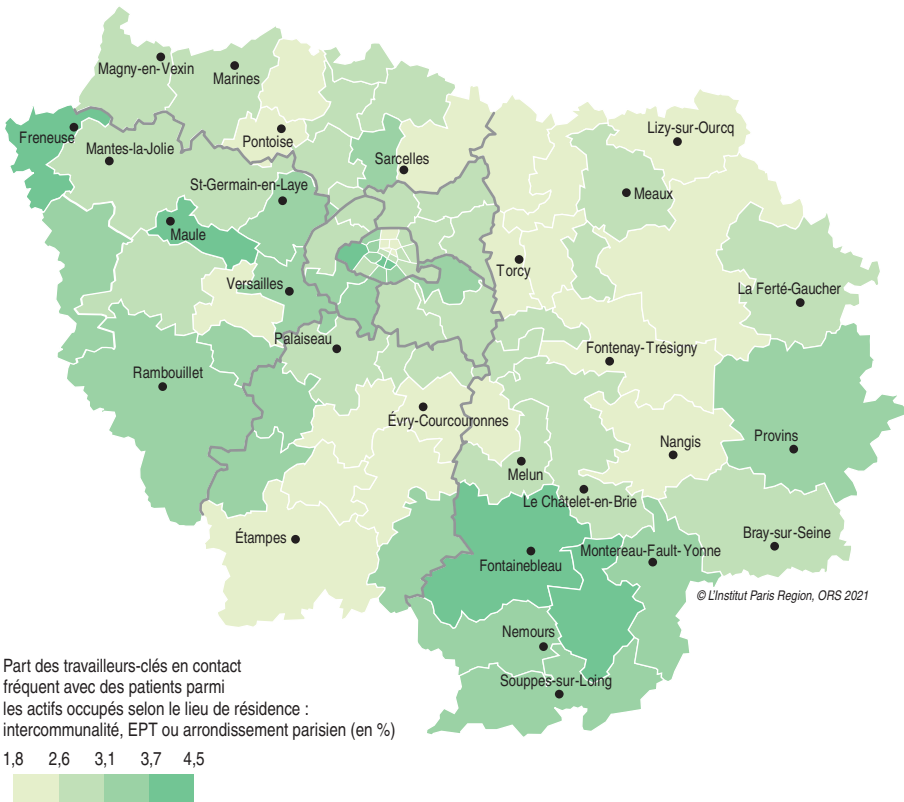 Magny-en-Vexin
Marines
Freneuse
Mantes-la-Jolie
Pontoise
Sarcelles
Lizy-sur-Ourcq
Meaux
St-Germain-en-Laye
Maule
Versailles
Torcy
La Ferté-Gaucher
Palaiseau
Fontenay-Trésigny
Rambouillet
Évry-Courcouronnes
Nangis
Provins
Melun
Le Châtelet-en-Brie
Étampes
Bray-sur-Seine
Fontainebleau
Montereau-Fault-Yonne
© L'Institut Paris Region, ORS 2021
Nemours
Souppes-sur-Loing
Part des travailleurs-clés en contact
fréquent avec des patients parmi
les actifs occupés selon le lieu de résidence :
intercommunalité, EPT ou arrondissement parisien (en %)
1,8 2,6 3,1 3,7 4,5